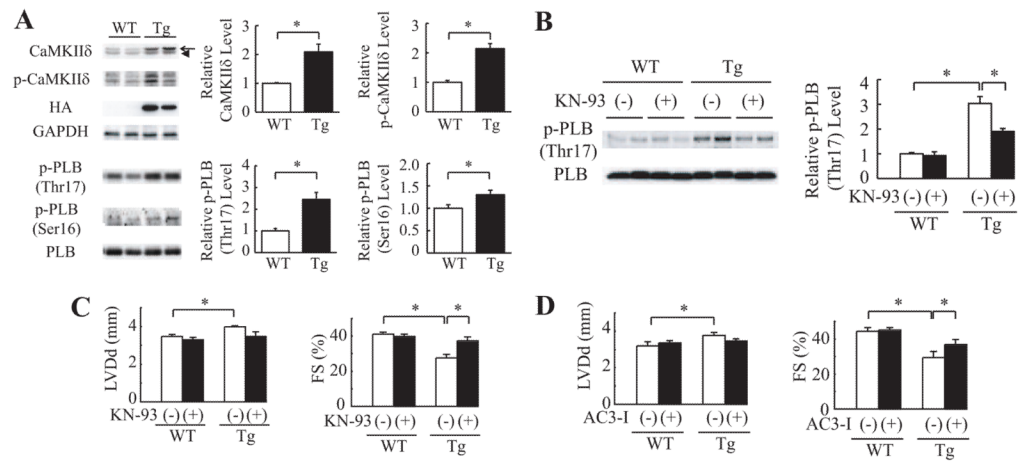 A
WT Tg
CaMKIIδ
p-CaMKIIδ
HA
GAPDH
p-PLB
(Thr17)
p-PLB
(Ser16)
PLB
Relative
CaMKIIδ Level
3
2
1
0
*
WT Tg
Relative
p-CaMKIIδ Level
3
2
1
0
*
WT Tg
Relative p-PLB
(Thr17) Level
4
3
2
1
0
*
WT Tg
Relative p-PLB
(Ser16) Level
2.0
1.5
1.0
0.5
0
*
WT Tg
B
WT Tg
KN-93 (-) (+) (-) (+)
p-PLB
(Thr17)
PLB
Relative p-PLB
(Thr17) Level
4
3
2
1
0
* *
KN-93 (-) (+) (-) (+)
WT Tg
C
LVDd (mm)
4
2
0
*
KN-93 (-) (+) (-) (+)
WT Tg
FS (%)
40
20
0
* *
KN-93 (-) (+) (-) (+)
WT Tg
D
LVDd (mm)
4
2
0
*
AC3-I (-) (+) (-) (+)
WT Tg
FS (%)
40
20
0
* *
AC3-I (-) (+) (-) (+)
WT Tg